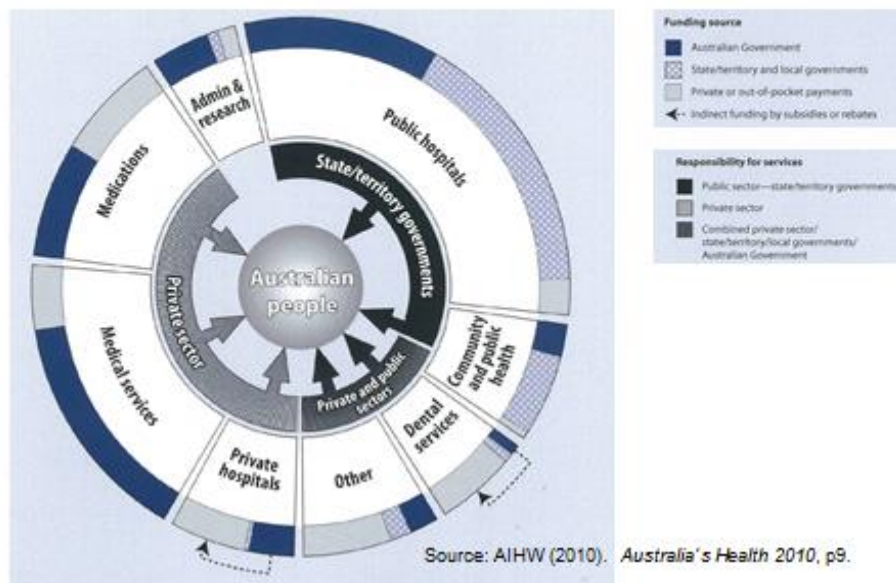 Funding source
Australian Government
State/territory and local governments
Private or out-of-pocket payments
Indirect funding by subsidies or rebates
Responsibility for services
Public sector—state/territory governments
Private sector
Combined private sector/
state/territory/local governments/
Australian Government
Admin &
research
Public hospitals
Medications
State/territory governments
Australian
people
Private sector
Medical services
Community
and public
health
Private and public
sectors
Dental
services
Private
hospitals
Other
Source: AIHW (2010). Australia's Health 2010, p9.